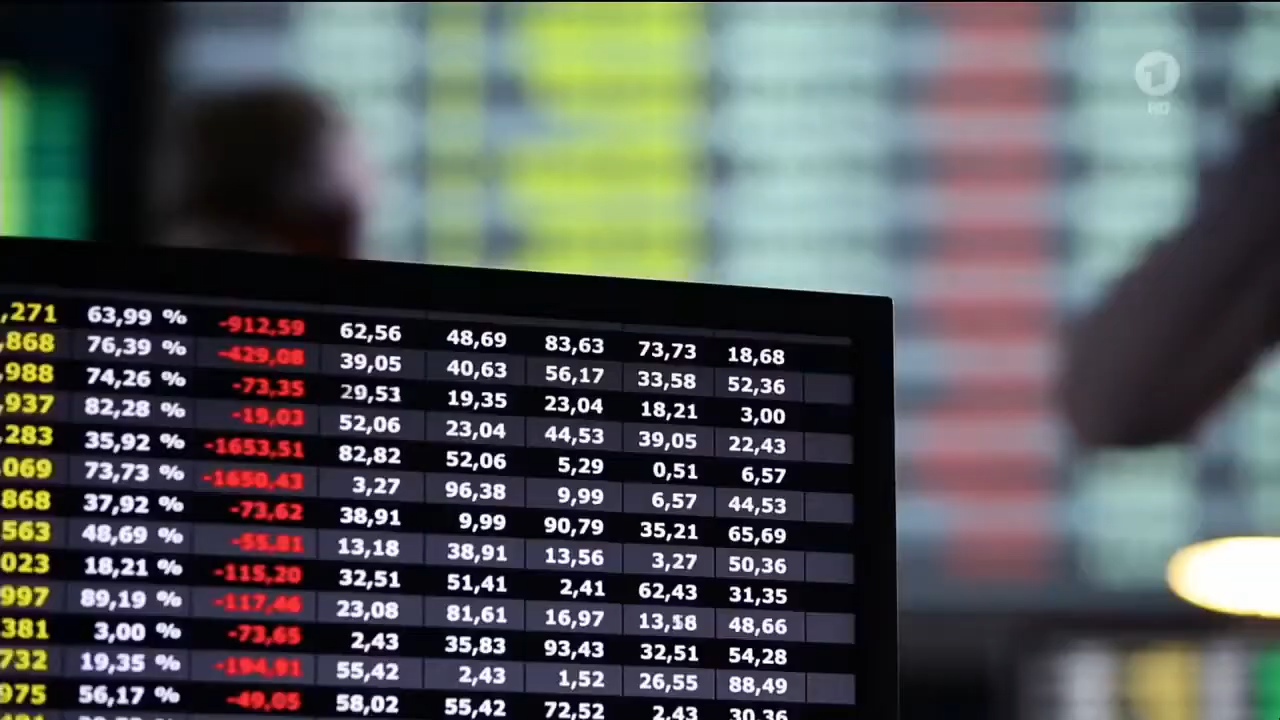 1
HD
,271 63,99 % -912,59 62,56 48,69 83,63 73,73 18,68
,868 76,39 % -429,08 39,05 40,63 56,17 33,58 52,36
,988 74,26 % -73,35 29,53 19,35 23,04 18,21 3,00
,937 82,28 % -19,03 52,06 23,04 44,53 39,05 22,43
,283 35,92 % -1653,51 82,82 52,06 5,29 0,51 6,57
,069 73,73 % -1650,43 3,27 96,38 9,99 6,57 44,53
,868 37,92 % -73,62 38,91 9,99 90,79 35,21 65,69
,563 48,69 % -55,81 13,18 38,91 13,56 3,27 50,36
023 18,21 % -115,20 32,51 51,41 2,41 62,43 31,35
997 89,19 % -117,46 23,08 81,61 16,97 13,58 48,66
381 3,00 % -73,65 2,43 35,83 93,43 32,51 54,28
732 19,35 % -194,91 55,42 2,43 1,52 26,55 88,49
975 56,17 % -49,05 58,02 55,42 72,52 2,43 30,36